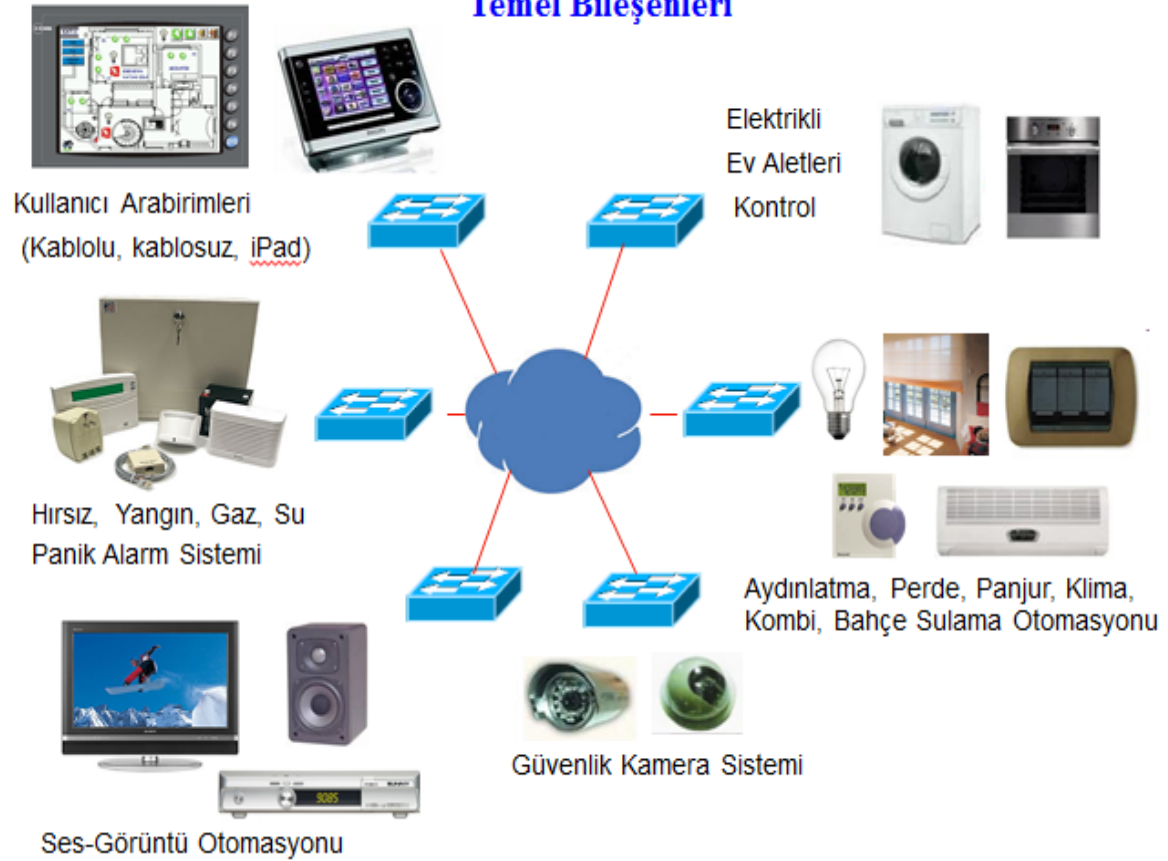 Temel Bileşenleri
Kullanıcı Arabirimleri
(Kablolu, kablosuz, iPad)
Elektrikli
Ev Aletleri
Kontrol
Hırsız, Yangın, Gaz, Su
Panik Alarm Sistemi
Aydınlatma, Perde, Panjur, Klima,
Kombi, Bahçe Sulama Otomasyonu
Güvenlik Kamera Sistemi
9085
Ses-Görüntü Otomasyonu